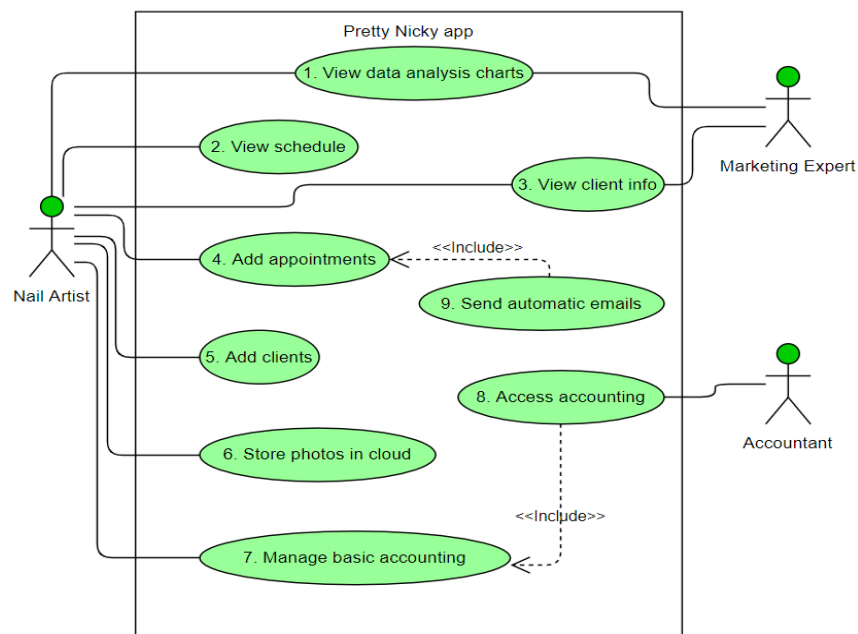 Pretty Nicky app
1. View data analysis charts
2. View schedule
Marketing Expert
3. View client info
<<Include>>
4. Add appointments
Nail Artist
9. Send automatic emails
5. Add clients
8. Access accounting
Accountant
6. Store photos in cloud
<<Include>>
7. Manage basic accounting